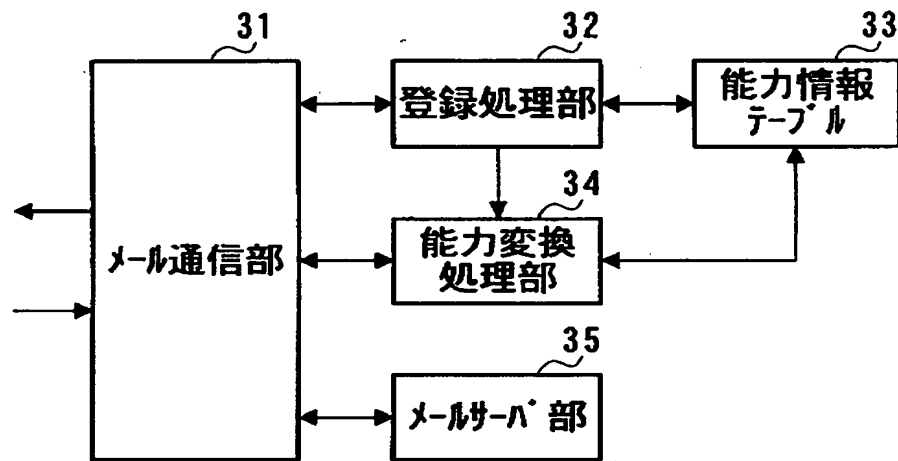 31
32
33
登録処理部
能力情報
テーブル
34
メール通信部
能力変換
処理部
35
メールサーバ部